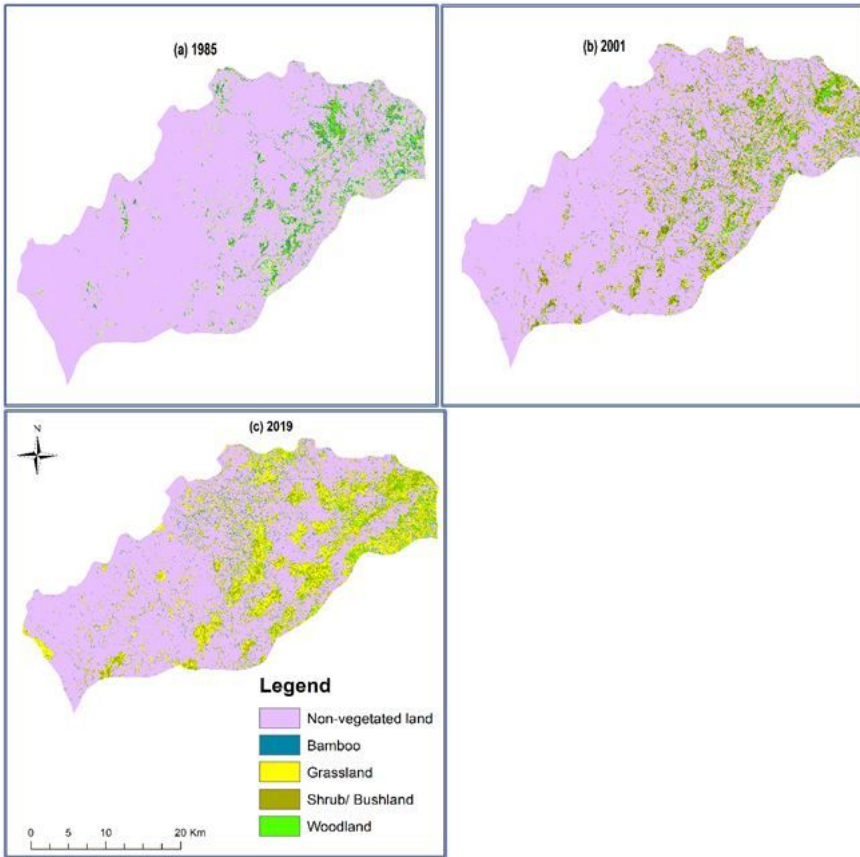 (a) 1985
(b) 2001
(c) 2019
N
Legend
Non-vegetated land
Bamboo
Grassland
Shrub/ Bushland
Woodland
0 5 10 20 Km